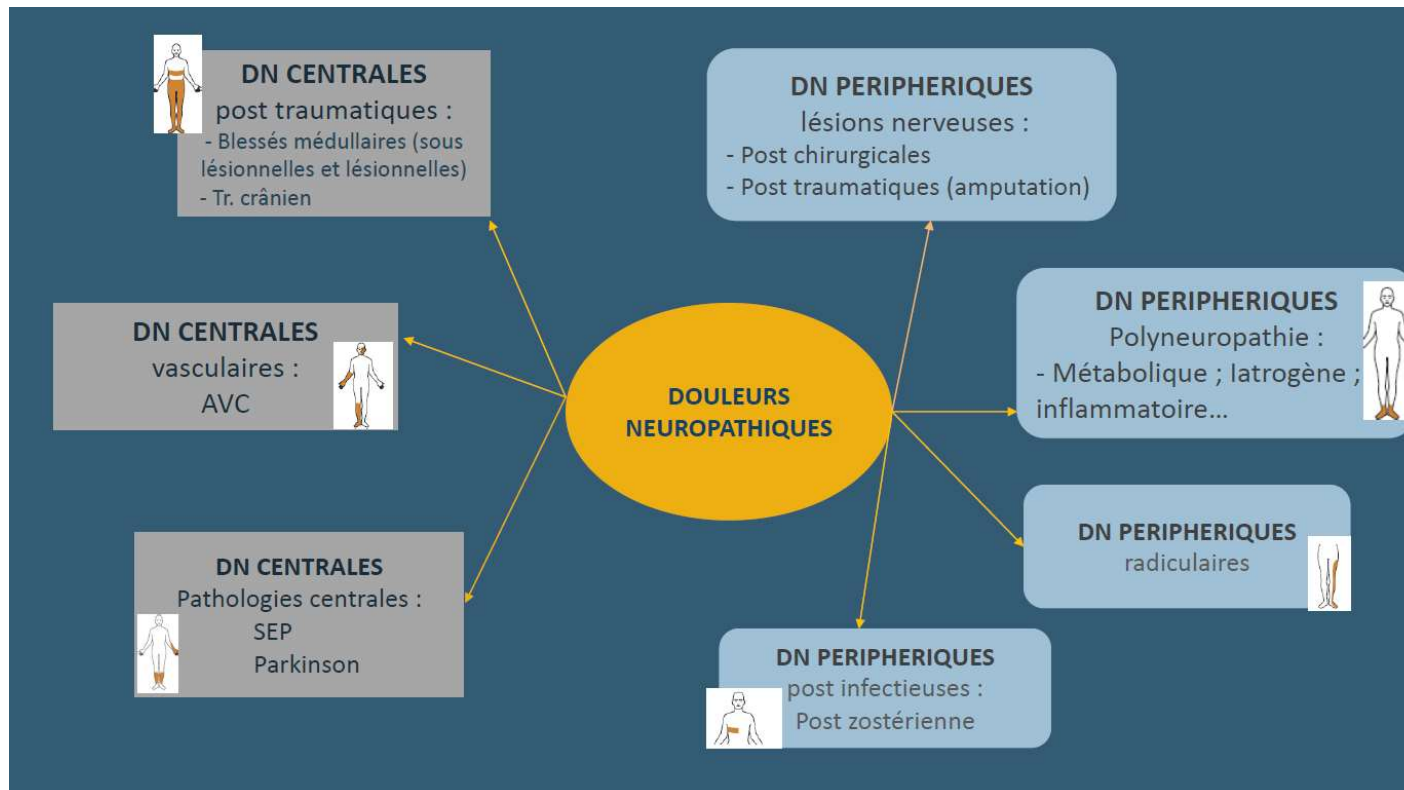 DN CENTRALES
post traumatiques :
- Blessés médullaires (sous
lésionnelles et lésionnelles)
- Tr. crânien
DN PERIPHERIQUES
lésions nerveuses :
- Post chirurgicales
- Post traumatiques (amputation)
DN CENTRALES
vasculaires :
AVC
DOULEURS
NEUROPATHIQUES
DN PERIPHERIQUES
Polyneuropathie :
- Métabolique ; Iatrogène ;
inflammatoire...
DN CENTRALES
Pathologies centrales :
SEP
Parkinson
DN PERIPHERIQUES
radiculaires
DN PERIPHERIQUES
post infectieuses :
Post zostérienne